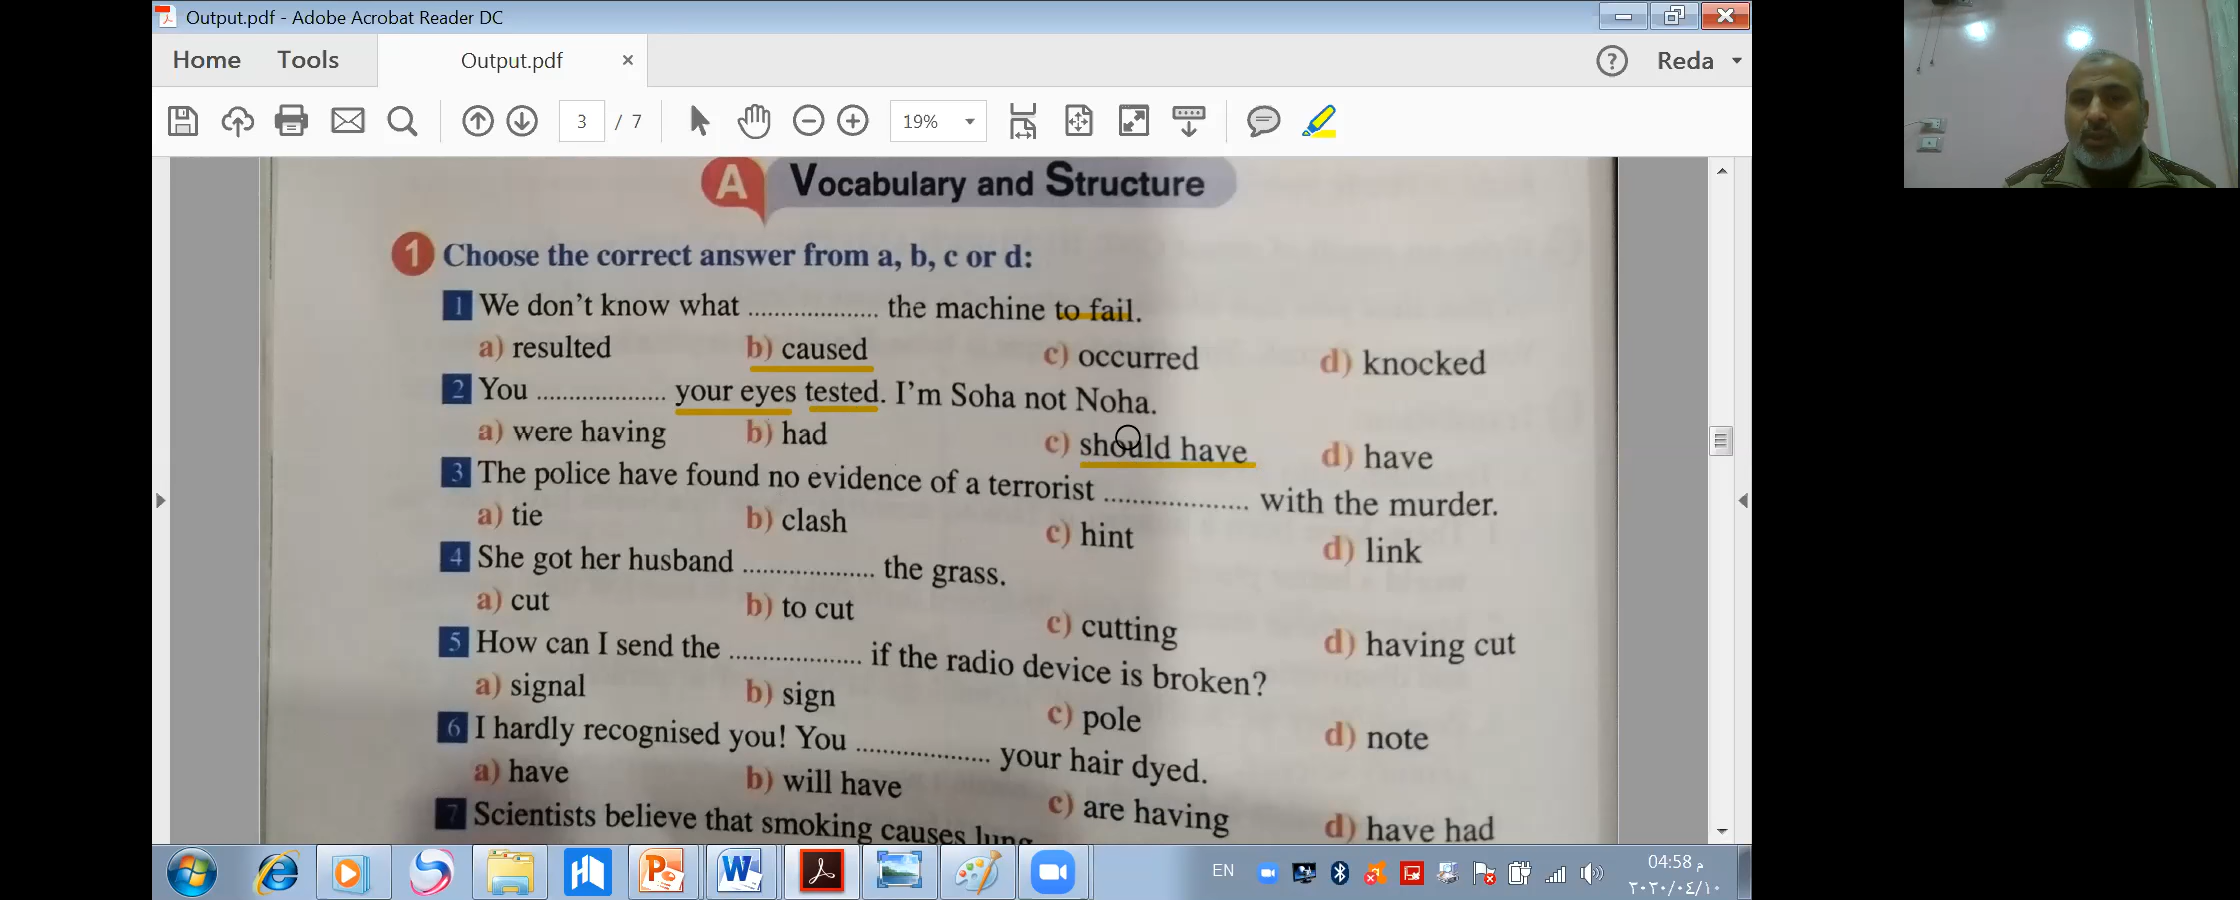 Output.pdf - Adobe Acrobat Reader DC
Home Tools Output.pdf × ? Reda
3 / 7 19%
A Vocabulary and Structure
1 Choose the correct answer from a, b, c or d:
1 We don't know what .................... the machine to fail.
a) resulted b) caused c) occurred d) knocked
2 You .................... your eyes tested. I'm Soha not Noha.
a) were having b) had c) should have d) have
3 The police have found no evidence of a terrorist ....................... with the murder.
a) tie b) clash c) hint d) link
4 She got her husband .................... the grass.
a) cut b) to cut c) cutting d) having cut
5 How can I send the .................... if the radio device is broken?
a) signal b) sign c) pole d) note
6 I hardly recognised you! You .................... your hair dyed.
a) have b) will have c) are having d) have had
7 Scientists believe that smoking causes lung
EN 04:58 م
٢٠٢٠/٠٤/١٠